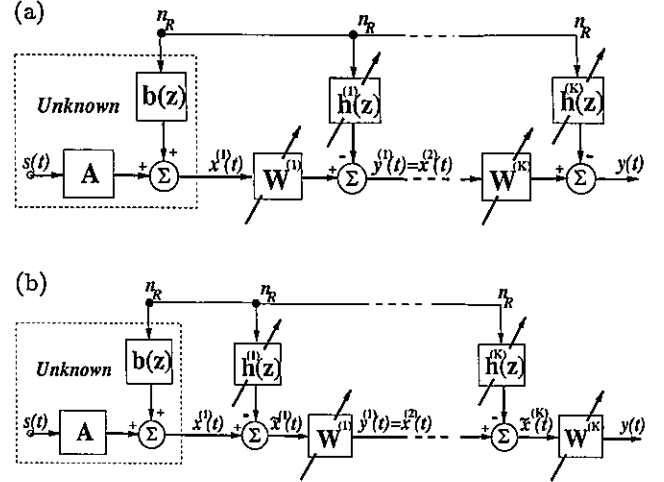 (a)
n_R n_R n_R
Unknown
b(z) h^(1)(z) h^(K)(z)
+ - -
s(t) A + Σ x^(1)(t) W^(1) + Σ y^(1)(t)=x^(2)(t) W^(K) + Σ y(t)
(b)
n_R n_R n_R
Unknown
b(z) h^(1)(z) h^(K)(z)
+ - -
s(t) A + Σ x^(1)(t) + Σ x̃^(1)(t) W^(1) y^(1)(t)=x^(2)(t) + Σ x̃^(K)(t) W^(K y(t)